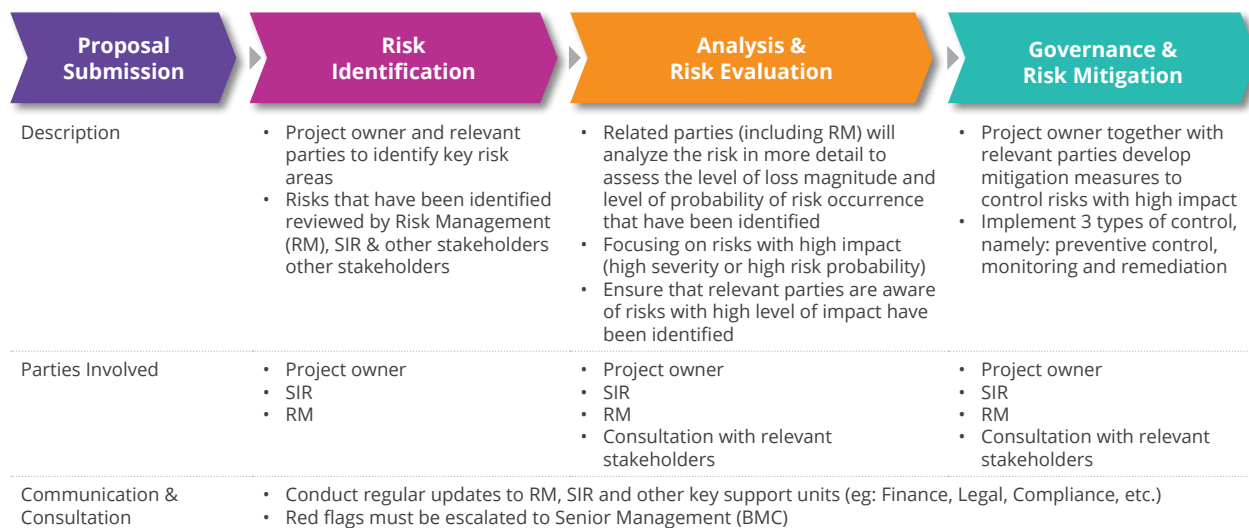 Proposal
Submission
Risk
Identification
Analysis &
Risk Evaluation
Governance &
Risk Mitigation
Description
• Project owner and relevant
parties to identify key risk
areas
• Risks that have been identified
reviewed by Risk Management
(RM), SIR & other stakeholders
other stakeholders
• Related parties (including RM) will
analyze the risk in more detail to
assess the level of loss magnitude and
level of probability of risk occurrence
that have been identified
• Focusing on risks with high impact
(high severity or high risk probability)
• Ensure that relevant parties are aware
of risks with high level of impact have
been identified
• Project owner together with
relevant parties develop
mitigation measures to
control risks with high impact
• Implement 3 types of control,
namely: preventive control,
monitoring and remediation
Parties Involved
• Project owner
• SIR
• RM
• Project owner
• SIR
• RM
• Consultation with relevant
stakeholders
• Project owner
• SIR
• RM
• Consultation with relevant
stakeholders
Communication &
Consultation
• Conduct regular updates to RM, SIR and other key support units (eg: Finance, Legal, Compliance, etc.)
• Red flags must be escalated to Senior Management (BMC)